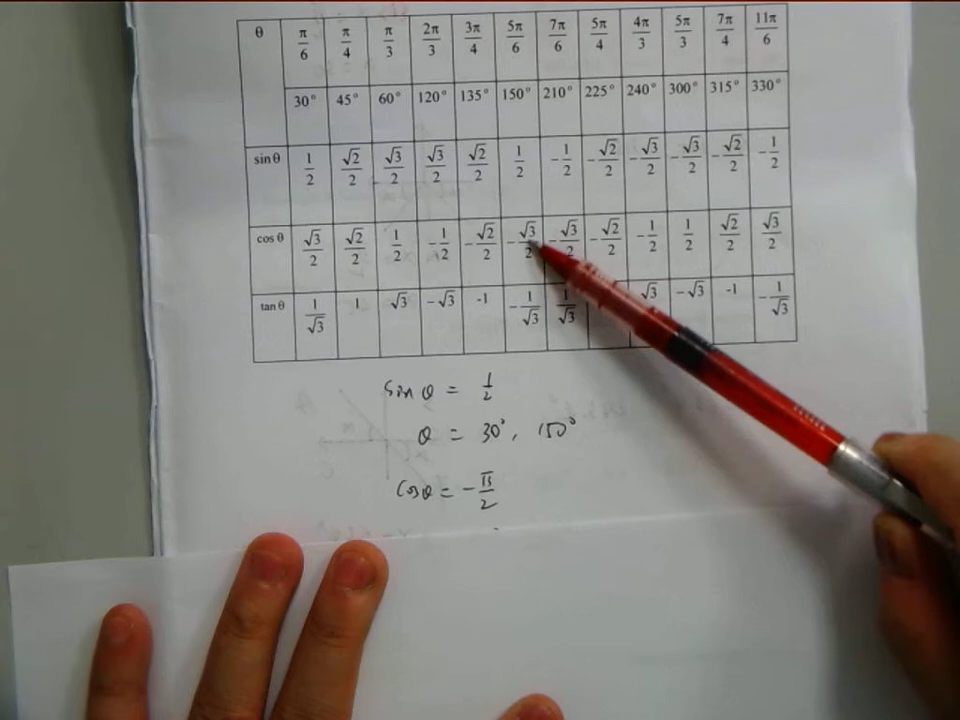 θ π/6 π/4 π/3 2π/3 3π/4 5π/6 7π/6 5π/4 4π/3 5π/3 7π/4 11π/6
30° 45° 60° 120° 135° 150° 210° 225° 240° 300° 315° 330°
sin θ 1/2 √2/2 √3/2 √3/2 √2/2 1/2 -1/2 -√2/2 -√3/2 -√3/2 -√2/2 -1/2
cos θ √3/2 √2/2 1/2 -1/2 -√2/2 -√3/2 -√3/2 -√2/2 -1/2 1/2 √2/2 √3/2
tan θ 1/√3 1 √3 -√3 -1 -1/√3 1/√3 √3 -√3 -1 -1/√3
sin θ = 1/2
θ = 30°, 150°
cos θ = -√3/2